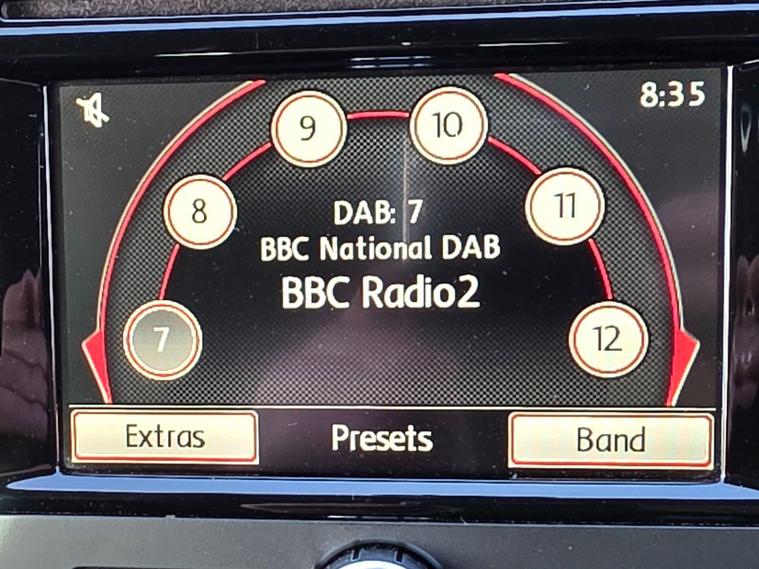 8:35
9
10
8
11
DAB: 7
BBC National DAB
BBC Radio2
7
12
Extras
Presets
Band